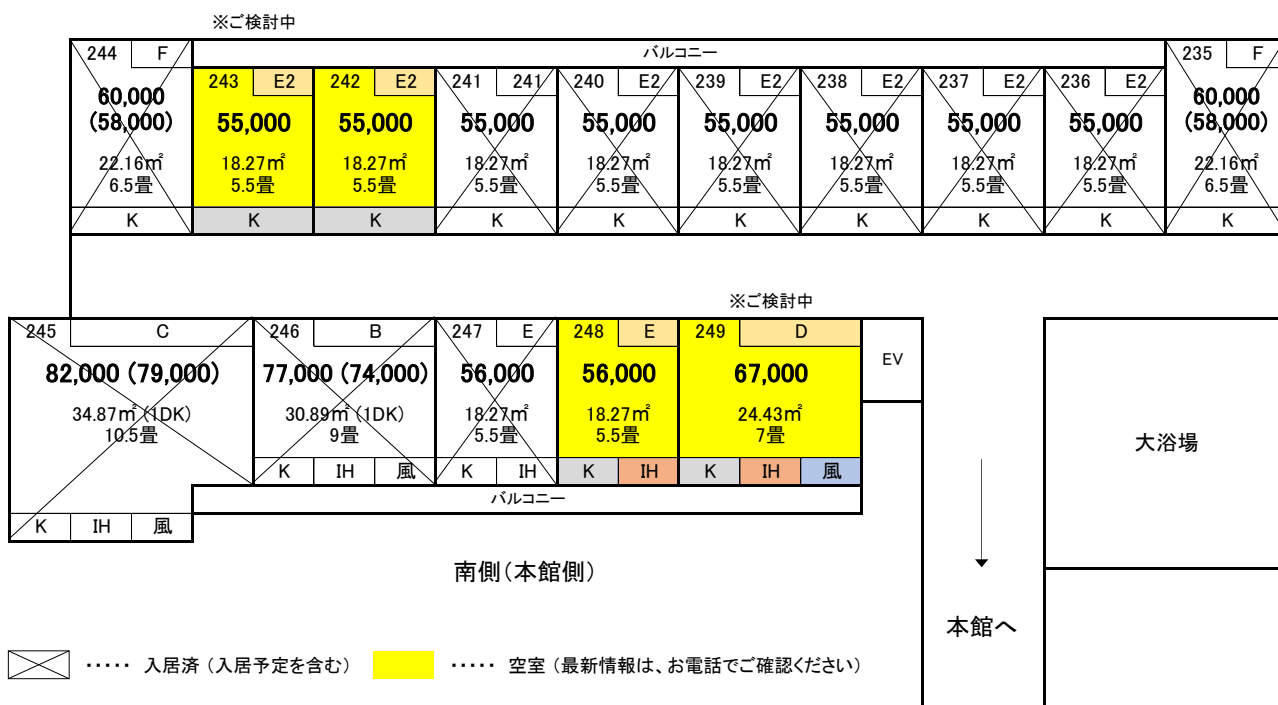 ※ご検討中
244 F バルコニー 235 F
243 E2 242 E2 241 241 240 E2 239 E2 238 E2 237 E2 236 E2
60,000 60,000
(58,000) 55,000 55,000 55,000 55,000 55,000 55,000 55,000 55,000 (58,000)
22.16㎡ 18.27㎡ 18.27㎡ 18.27㎡ 18.27㎡ 18.27㎡ 18.27㎡ 18.27㎡ 18.27㎡ 22.16㎡
6.5畳 5.5畳 5.5畳 5.5畳 5.5畳 5.5畳 5.5畳 5.5畳 5.5畳 6.5畳
K K K K K K K K K K
※ご検討中
245 C 246 B 247 E 248 E 249 D EV
82,000 (79,000) 77,000 (74,000) 56,000 56,000 67,000
34.87㎡ (1DK) 30.89㎡ (1DK) 18.27㎡ 18.27㎡ 24.43㎡
10.5畳 9畳 5.5畳 5.5畳 7畳
大浴場
K IH 風 K IH K IH K IH 風
バルコニー
K IH 風
南側(本館側)
本館へ
‥‥‥ 入居済 (入居予定を含む) ‥‥‥ 空室 (最新情報は、お電話でご確認ください)